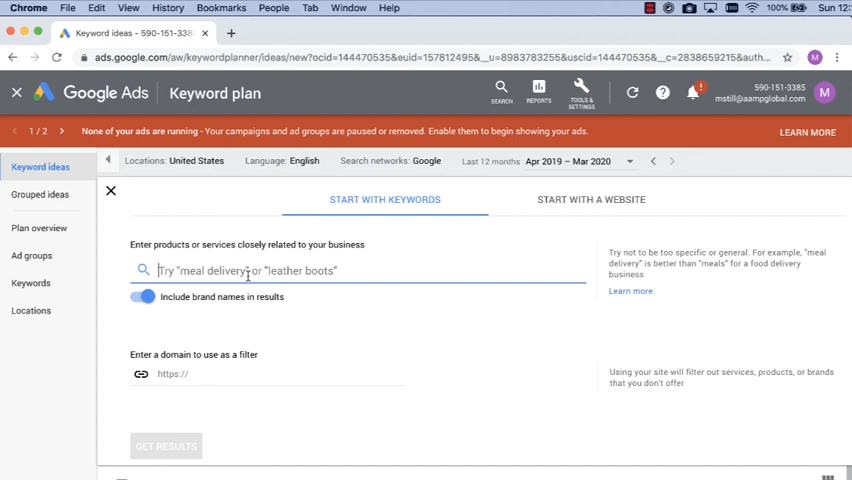 Chrome File Edit View History Bookmarks People Tab Window Help 100% Sun 12:
Keyword ideas - 590-151-3385 × +
ads.google.com/aw/keywordplanner/ideas/new?ocid=144470535&euid=157812495&__u=8983783255&uscid=144470535&__c=2838659215&auth... M
Google Ads Keyword plan SEARCH REPORTS TOOLS & SETTINGS ! 590-151-3385 mstill@aampglobal.com M
1 / 2 None of your ads are running - Your campaigns and ad groups are paused or removed. Enable them to begin showing your ads. LEARN MORE
Keyword ideas
Grouped ideas
Plan overview
Ad groups
Keywords
Locations
Locations: United States Language: English Search networks: Google Last 12 months Apr 2019 – Mar 2020
START WITH KEYWORDS START WITH A WEBSITE
Enter products or services closely related to your business
Try "meal delivery" or "leather boots"
Include brand names in results
Try not to be too specific or general. For example, "meal
delivery" is better than "meals" for a food delivery
business
Learn more
Enter a domain to use as a filter
https://
Using your site will filter out services, products, or brands
that you don't offer
GET RESULTS